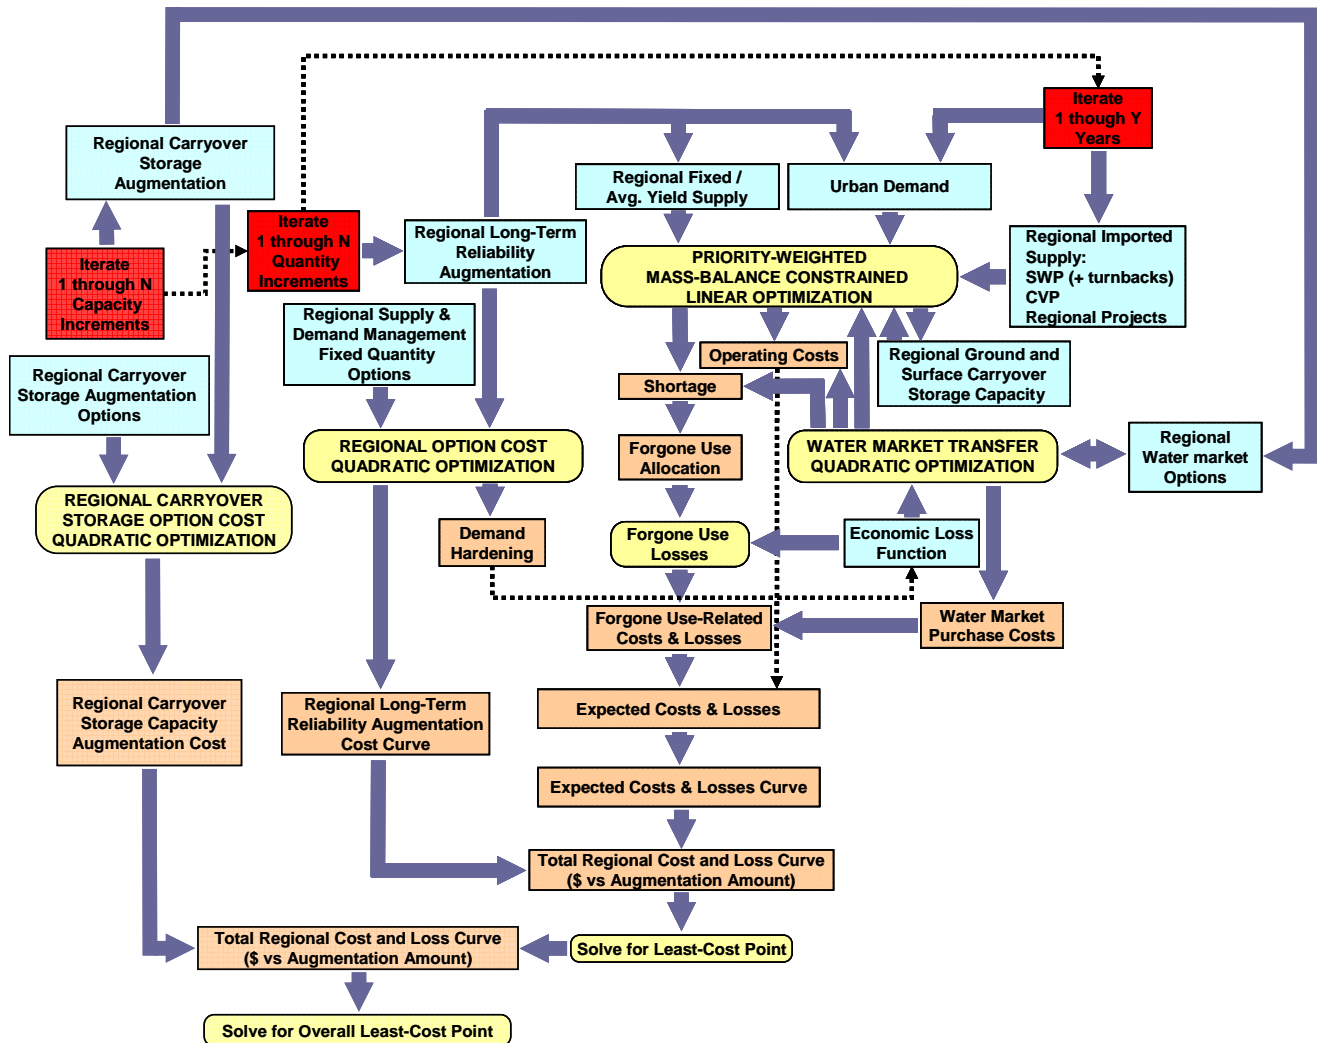 Iterate
1 though Y
Years
Regional Carryover
Storage
Augmentation
Regional Fixed /
Avg. Yield Supply
Urban Demand
Iterate
1 through N
Quantity
Increments
Regional Long-Term
Reliability
Augmentation
Iterate
1 through N
Capacity
Increments
PRIORITY-WEIGHTED
MASS-BALANCE CONSTRAINED
LINEAR OPTIMIZATION
Regional Imported
Supply:
SWP (+ turnbacks)
CVP
Regional Projects
Regional Supply &
Demand Management
Fixed Quantity
Options
Operating Costs
Regional Ground and
Surface Carryover
Storage Capacity
Regional Carryover
Storage Augmentation
Options
Shortage
REGIONAL OPTION COST
QUADRATIC OPTIMIZATION
Forgone Use
Allocation
WATER MARKET TRANSFER
QUADRATIC OPTIMIZATION
Regional
Water market
Options
REGIONAL CARRYOVER
STORAGE OPTION COST
QUADRATIC OPTIMIZATION
Demand
Hardening
Forgone Use
Losses
Economic Loss
Function
Forgone Use-Related
Costs & Losses
Water Market
Purchase Costs
Regional Carryover
Storage Capacity
Augmentation Cost
Regional Long-Term
Reliability Augmentation
Cost Curve
Expected Costs & Losses
Expected Costs & Losses Curve
Total Regional Cost and Loss Curve
($ vs Augmentation Amount)
Total Regional Cost and Loss Curve
($ vs Augmentation Amount)
Solve for Least-Cost Point
Solve for Overall Least-Cost Point